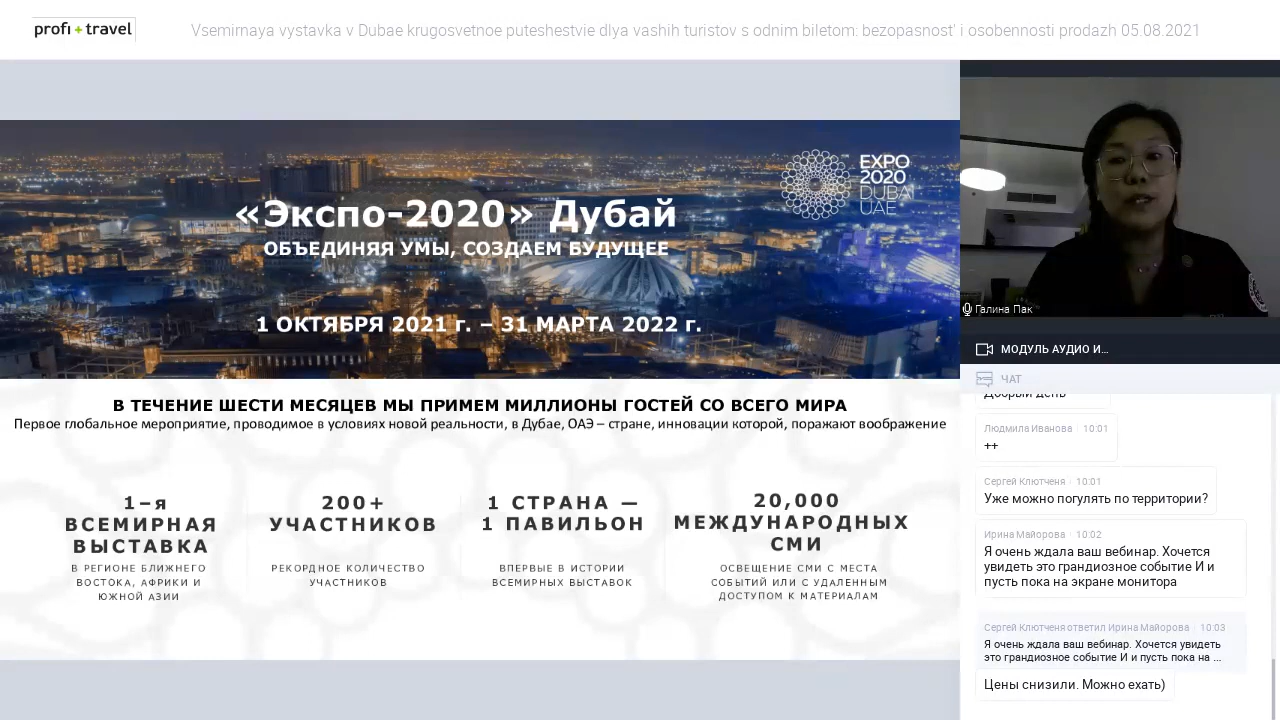 profi + travel
Vsemirnaya vystavka v Dubae krugosvetnoe puteshestvie dlya vashih turistov s odnim biletom: bezopasnost' i osobennosti prodazh 05.08.2021
EXPO
2020
DUBAI
UAE
«Экспо-2020» Дубай
ОБЪЕДИНЯЯ УМЫ, СОЗДАЕМ БУДУЩЕЕ
1 ОКТЯБРЯ 2021 г. – 31 МАРТА 2022 г.
В ТЕЧЕНИЕ ШЕСТИ МЕСЯЦЕВ МЫ ПРИМЕМ МИЛЛИОНЫ ГОСТЕЙ СО ВСЕГО МИРА
Первое глобальное мероприятие, проводимое в условиях новой реальности, в Дубае, ОАЭ – стране, инновации которой, поражают воображение
1–я
ВСЕМИРНАЯ
ВЫСТАВКА
В РЕГИОНЕ БЛИЖНЕГО
ВОСТОКА, АФРИКИ И
ЮЖНОЙ АЗИИ
200+
УЧАСТНИКОВ
РЕКОРДНОЕ КОЛИЧЕСТВО
УЧАСТНИКОВ
1 СТРАНА —
1 ПАВИЛЬОН
ВПЕРВЫЕ В ИСТОРИИ
ВСЕМИРНЫХ ВЫСТАВОК
20,000
МЕЖДУНАРОДНЫХ
СМИ
ОСВЕЩЕНИЕ СМИ С МЕСТА
СОБЫТИЙ ИЛИ С УДАЛЕННЫМ
ДОСТУПОМ К МАТЕРИАЛАМ
Галина Пак
МОДУЛЬ АУДИО И...
ЧАТ
Добрый день
Людмила Иванова 10:01
++
Сергей Ключтеня 10:01
Уже можно погулять по территории?
Ирина Майорова 10:02
Я очень ждала ваш вебинар. Хочется
увидеть это грандиозное событие И и
пусть пока на экране монитора
Сергей Ключтеня ответил Ирина Майорова 10:03
Я очень ждала ваш вебинар. Хочется увидеть
это грандиозное событие И и пусть пока на ...
Цены снизили. Можно ехать)